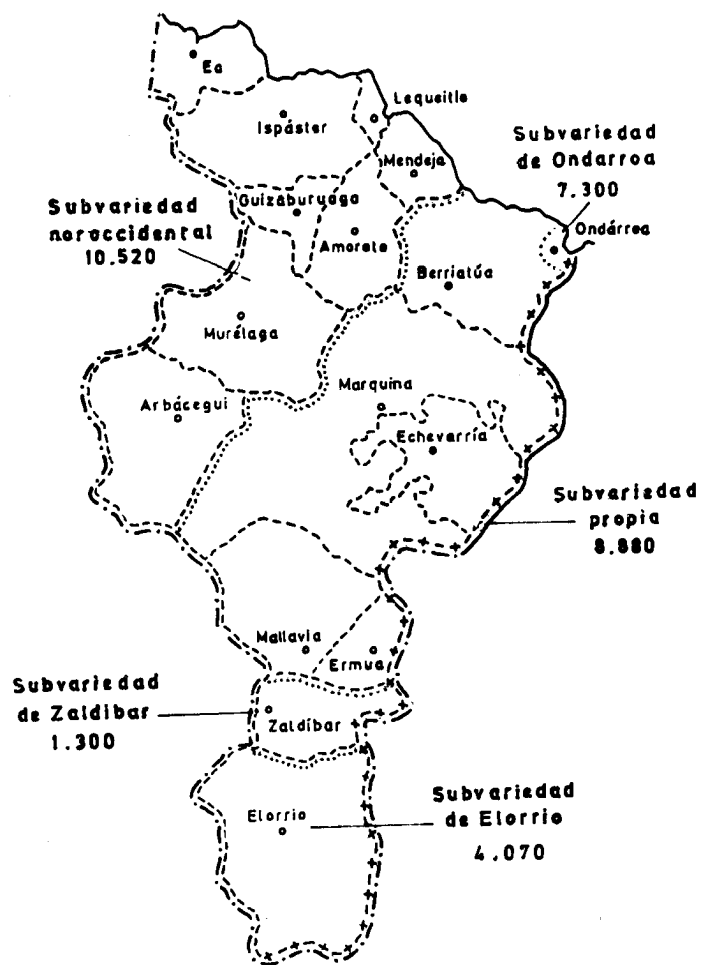 Ea
Lequeitio
Ispáster
Subvariedad
de Ondarroa
7.300
Mendeja
Subvariedad
noroccidental
10.520
Guizaburuaga
Ondárroa
Amoroto
Berriatúa
Murélaga
Marquina
Arbácegui
Echevarría
Subvariedad
propia
8.880
Mallavia
Ermua
Subvariedad
de Zaldibar
1.300
Zaldíbar
Elorrio
Subvariedad
de Elorrio
4.070